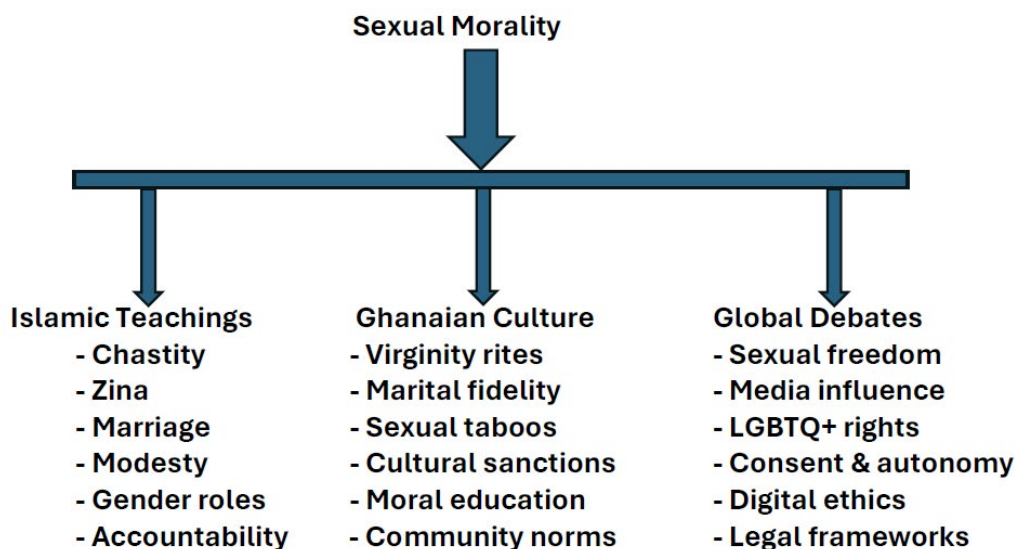 Sexual Morality
Islamic Teachings
- Chastity
- Zina
- Marriage
- Modesty
- Gender roles
- Accountability
Ghanaian Culture
- Virginity rites
- Marital fidelity
- Sexual taboos
- Cultural sanctions
- Moral education
- Community norms
Global Debates
- Sexual freedom
- Media influence
- LGBTQ+ rights
- Consent & autonomy
- Digital ethics
- Legal frameworks